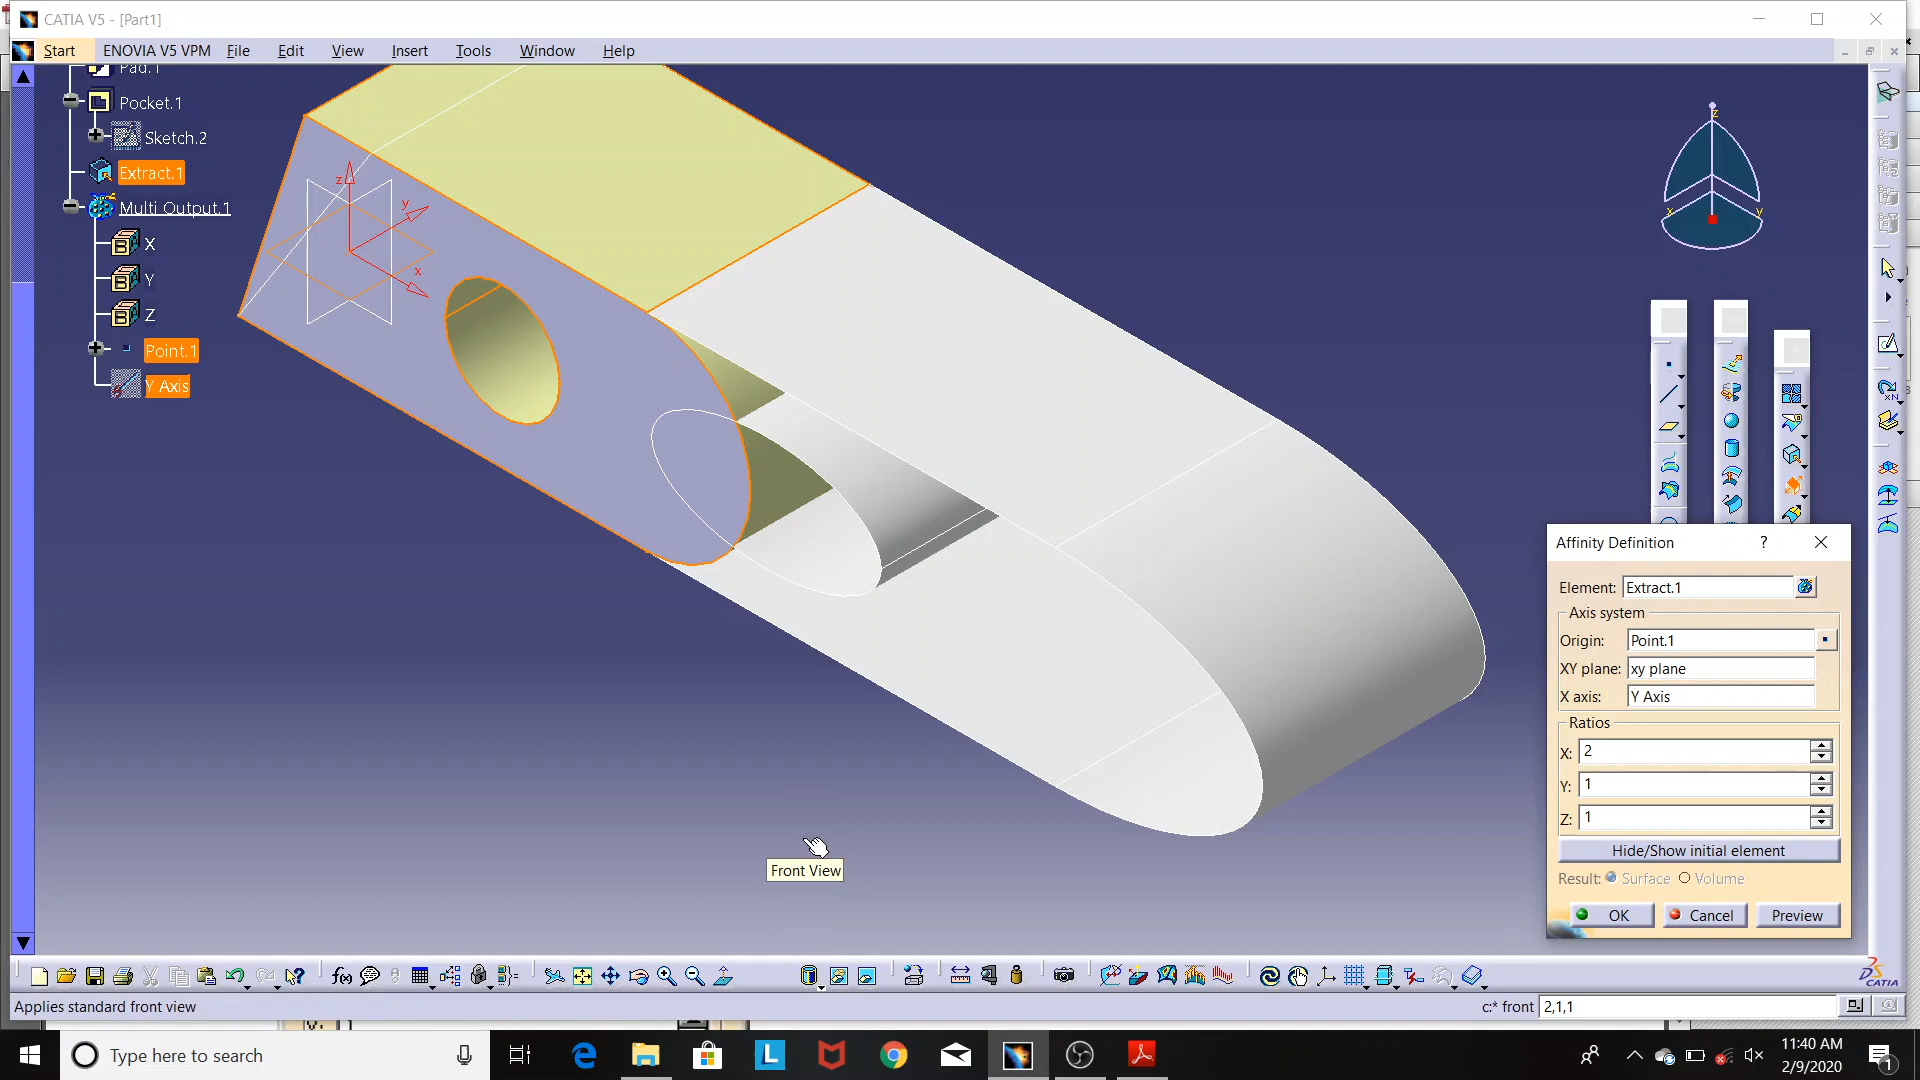 CATIA V5 - [Part1]
Start ENOVIA V5 VPM File Edit View Insert Tools Window Help
Pad.1
Pocket.1
Sketch.2
Extract.1
Multi Output.1
X
Y
Z
Point.1
Y Axis
z
y
x
z
x
y
Affinity Definition ?
Element: Extract.1
Axis system
Origin: Point.1
XY plane: xy plane
X axis: Y Axis
Ratios
X: 2
Y: 1
Z: 1
Hide/Show initial element
Result: Surface Volume
OK Cancel Preview
Front View
f(x)
CATIA
Applies standard front view
c:* front 2,1,1
Type here to search
L
11:40 AM
2/9/2020
1